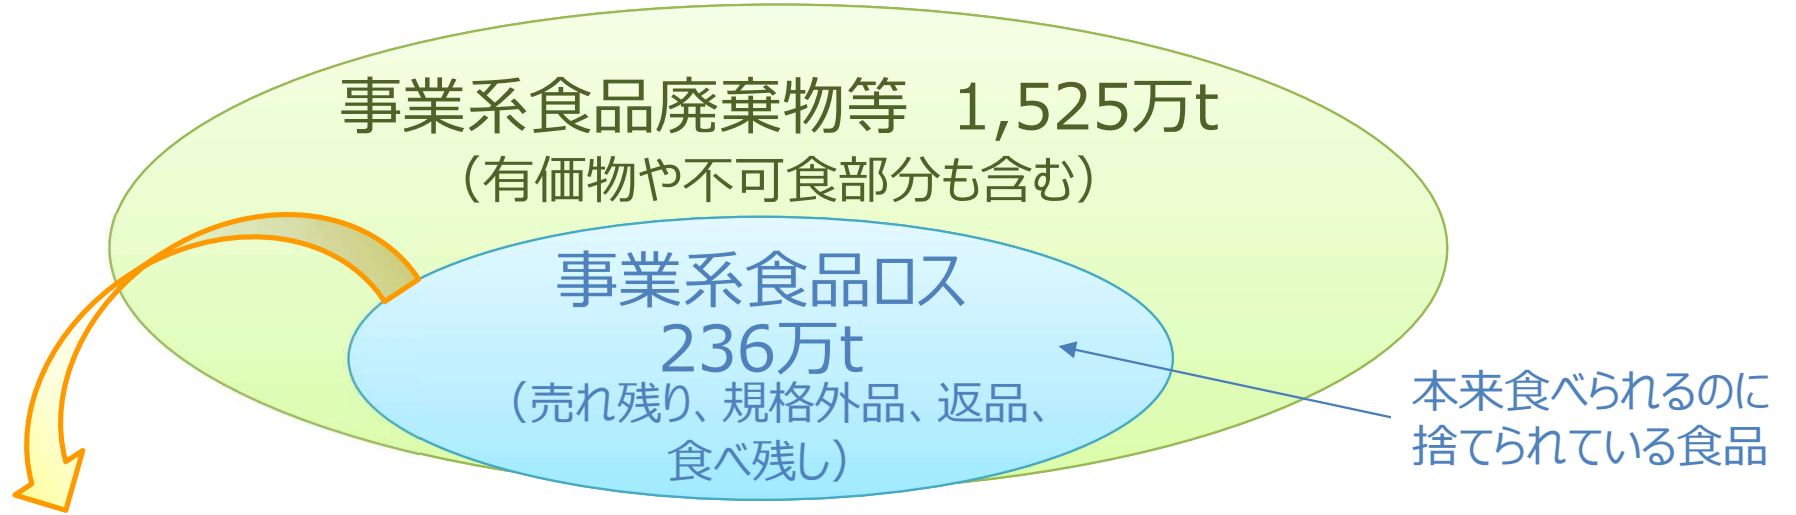 事業系食品廃棄物等　1,525万t
（有価物や不可食部分も含む）
事業系食品ロス
236万t
（売れ残り、規格外品、返品、
食べ残し）
本来食べられるのに
捨てられている食品